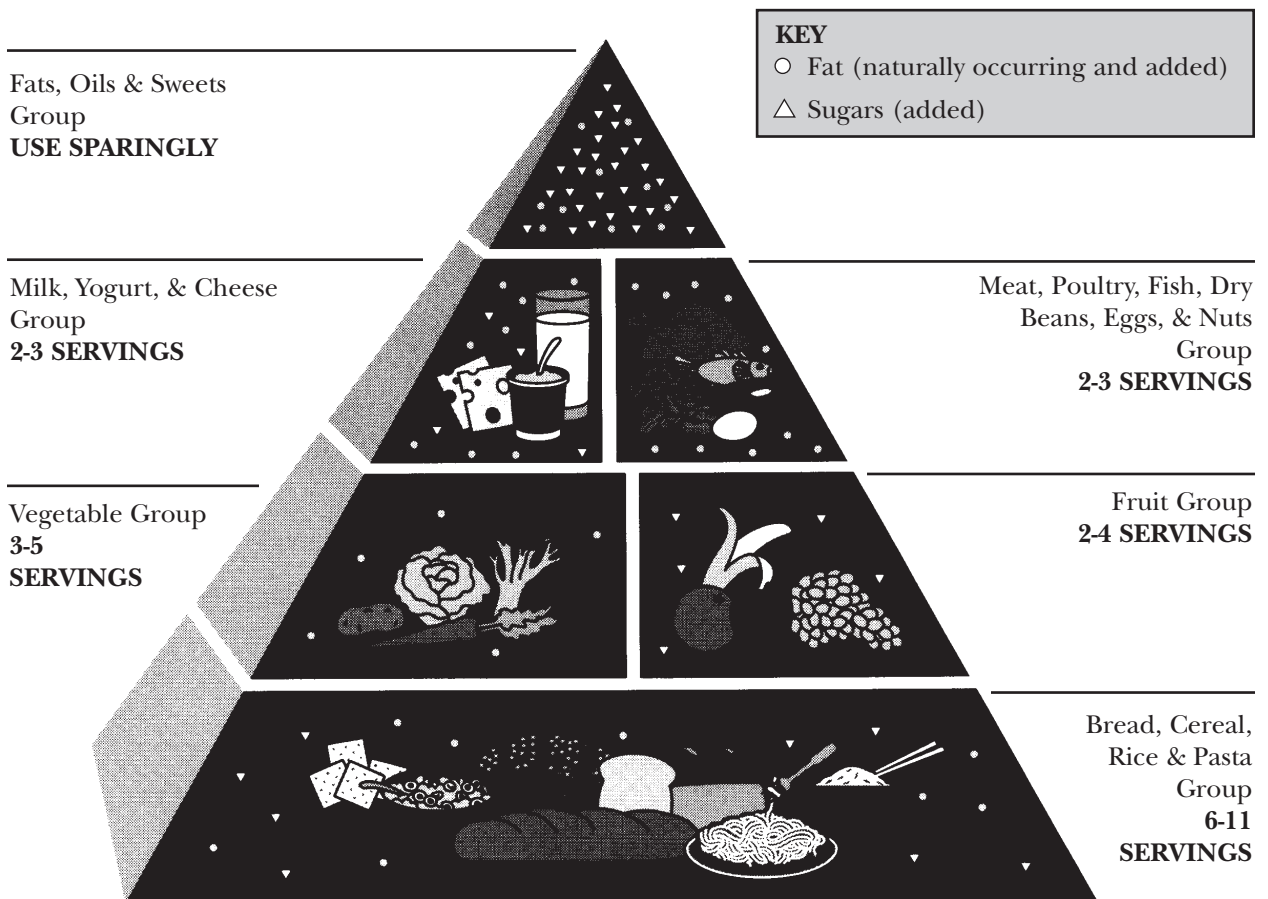 KEY
Fat (naturally occurring and added)
Sugars (added)
Fats, Oils & Sweets
Group
USE SPARINGLY
Milk, Yogurt, & Cheese
Group
2-3 SERVINGS
Meat, Poultry, Fish, Dry
Beans, Eggs, & Nuts
Group
2-3 SERVINGS
Vegetable Group
3-5
SERVINGS
Fruit Group
2-4 SERVINGS
Bread, Cereal,
Rice & Pasta
Group
6-11
SERVINGS